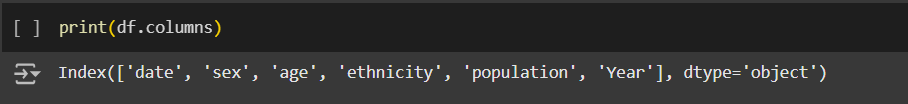 [ ] print(df.columns)
Index(['date', 'sex', 'age', 'ethnicity', 'population', 'Year'], dtype='object')